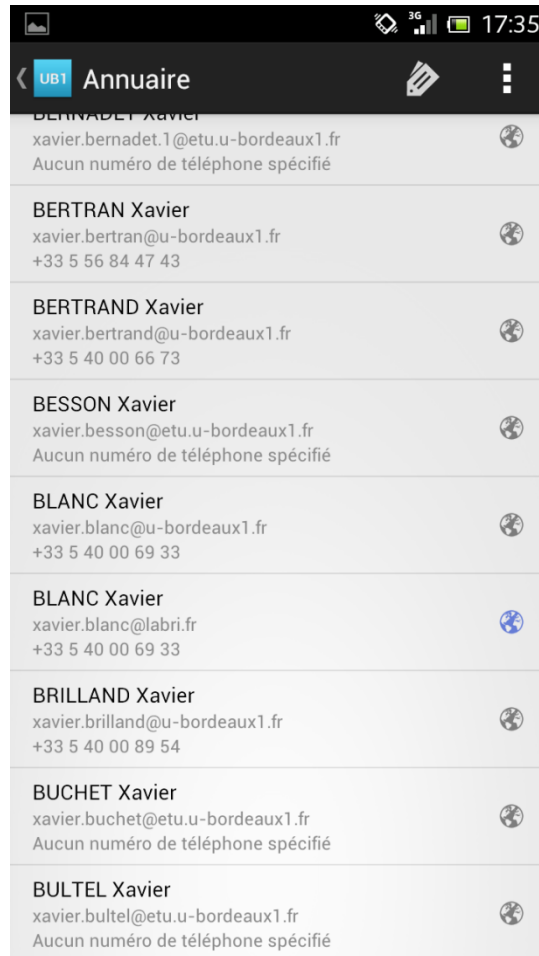 3G 17:35
UB1 Annuaire
BERNADET Xavier
xavier.bernadet.1@etu.u-bordeaux1.fr
Aucun numéro de téléphone spécifié
BERTRAN Xavier
xavier.bertran@u-bordeaux1.fr
+33 5 56 84 47 43
BERTRAND Xavier
xavier.bertrand@u-bordeaux1.fr
+33 5 40 00 66 73
BESSON Xavier
xavier.besson@etu.u-bordeaux1.fr
Aucun numéro de téléphone spécifié
BLANC Xavier
xavier.blanc@u-bordeaux1.fr
+33 5 40 00 69 33
BLANC Xavier
xavier.blanc@labri.fr
+33 5 40 00 69 33
BRILLAND Xavier
xavier.brilland@u-bordeaux1.fr
+33 5 40 00 89 54
BUCHET Xavier
xavier.buchet@etu.u-bordeaux1.fr
Aucun numéro de téléphone spécifié
BULTEL Xavier
xavier.bultel@etu.u-bordeaux1.fr
Aucun numéro de téléphone spécifié